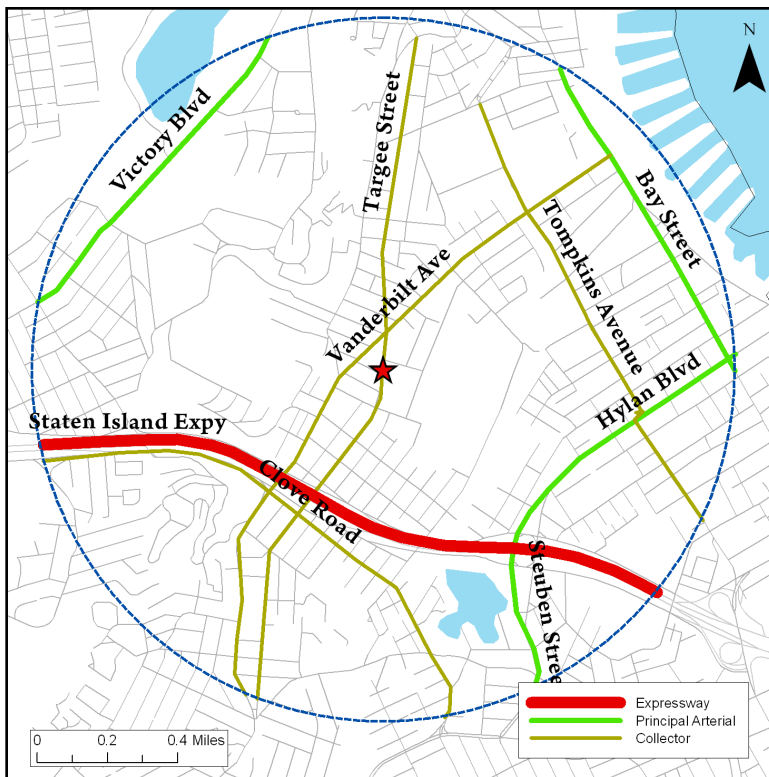 N
Victory Blvd
Targee Street
Bay Street
Tompkins Avenue
Vanderbilt Ave
Hylan Blvd
Staten Island Expy
Clove Road
Steuben Stree
Expressway
Principal Arterial
Collector
0 0.2 0.4 Miles